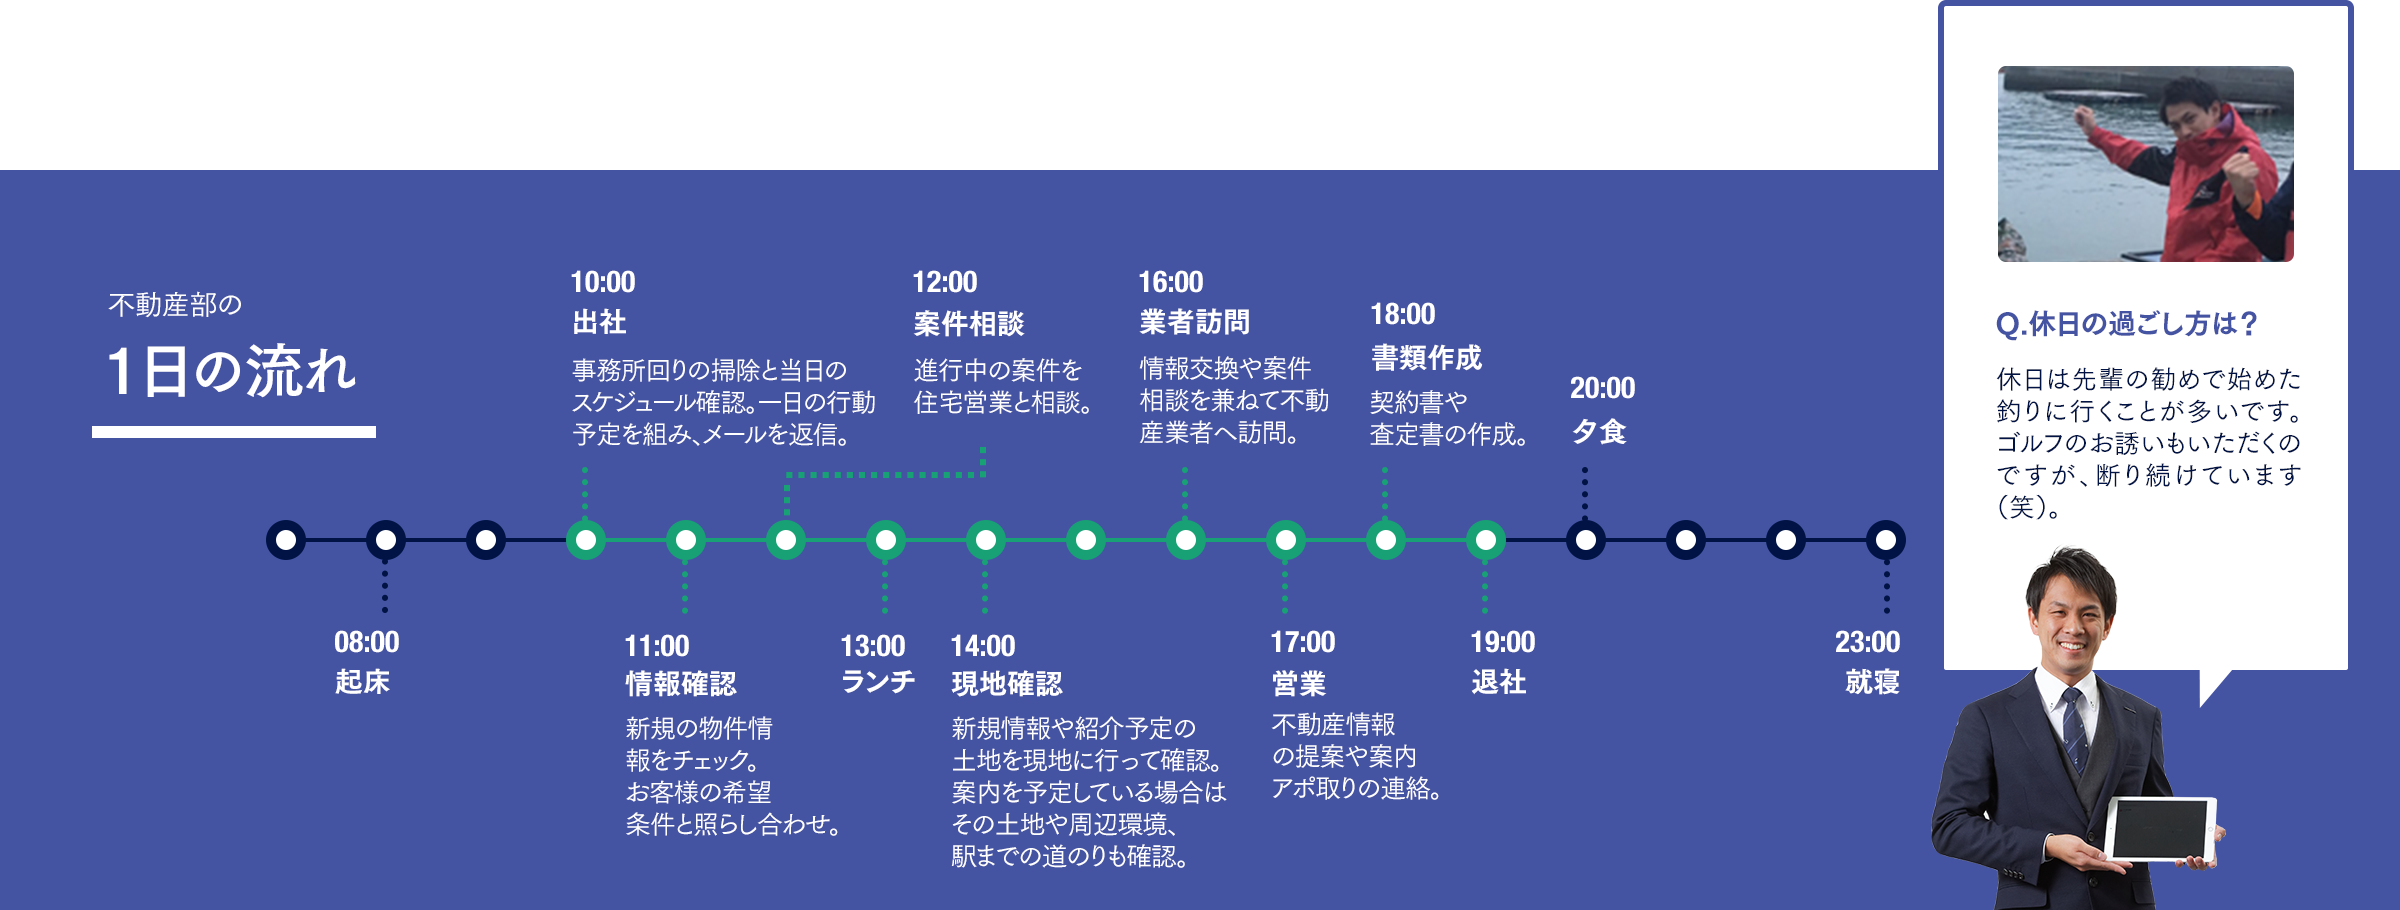 不動産部の
1日の流れ
08:00
起床
10:00
出社
事務所回りの掃除と当日の
スケジュール確認。一日の行動
予定を組み、メールを返信。
11:00
情報確認
新規の物件情
報をチェック。
お客様の希望
条件と照らし合わせ。
12:00
案件相談
進行中の案件を
住宅営業と相談。
13:00
ランチ
14:00
現地確認
新規情報や紹介予定の
土地を現地に行って確認。
案内を予定している場合は
その土地や周辺環境、
駅までの道のりも確認。
16:00
業者訪問
情報交換や案件
相談を兼ねて不動
産業者へ訪問。
17:00
営業
不動産情報
の提案や案内
アポ取りの連絡。
18:00
書類作成
契約書や
査定書の作成。
19:00
退社
20:00
夕食
23:00
就寝
Q.休日の過ごし方は？
休日は先輩の勧めで始めた
釣りに行くことが多いです。
ゴルフのお誘いもいただくの
ですが、断り続けています
（笑）。